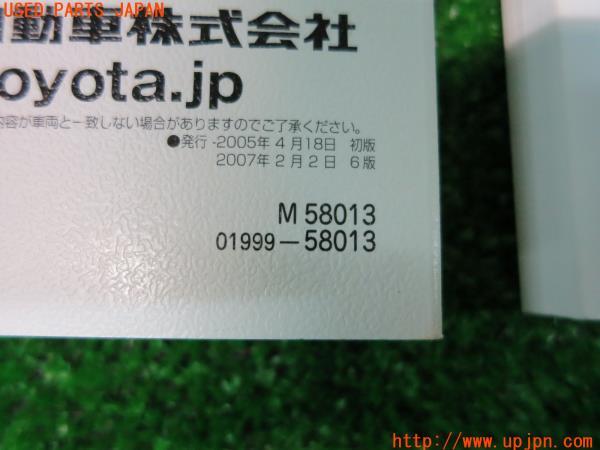 USED PARTS JAPAN
動車株式会社
oyota.jp
内容が車両と一致しない場合がありますのでご了承ください。
●発行-2005年4月18日 初版
2007年2月2日 6版
M58013
01999-58013
http://www.upjpn.com/